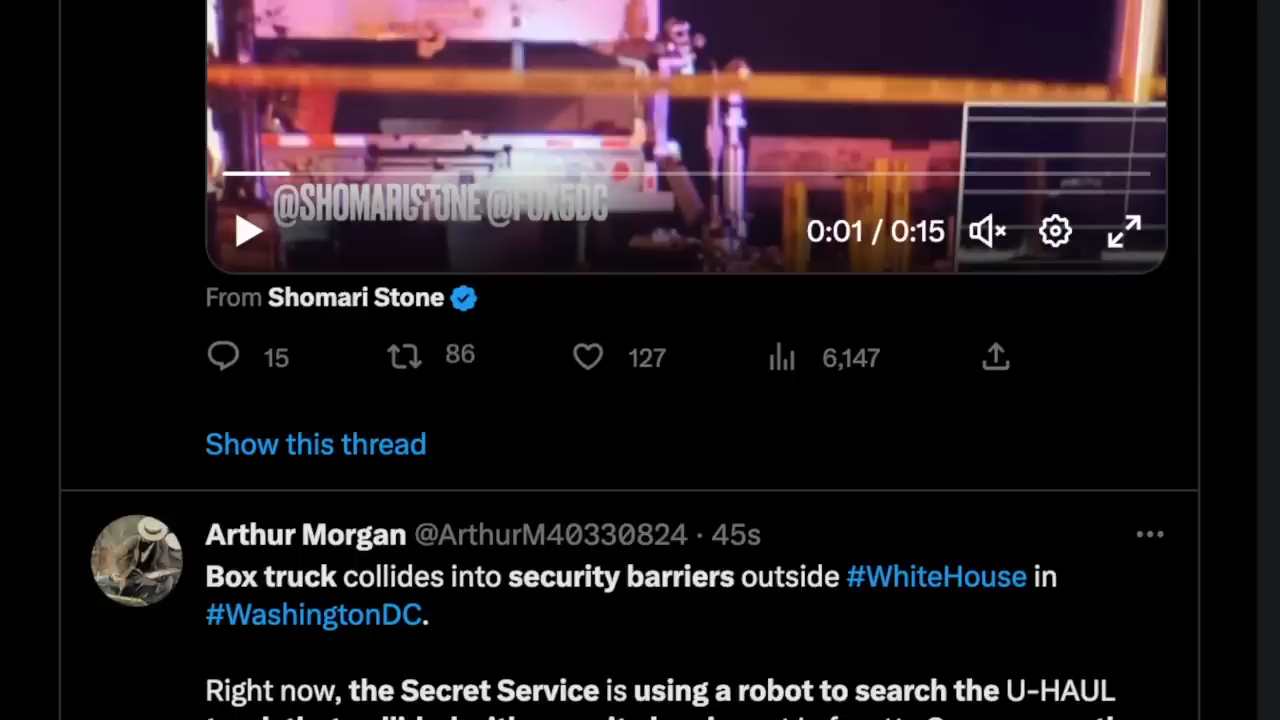 @SHOMARISTONE @FOX5DC
0:01 / 0:15
From Shomari Stone
15 86 127 6,147
Show this thread
Arthur Morgan @ArthurM40330824 · 45s
Box truck collides into security barriers outside #WhiteHouse in
#WashingtonDC.
Right now, the Secret Service is using a robot to search the U-HAUL